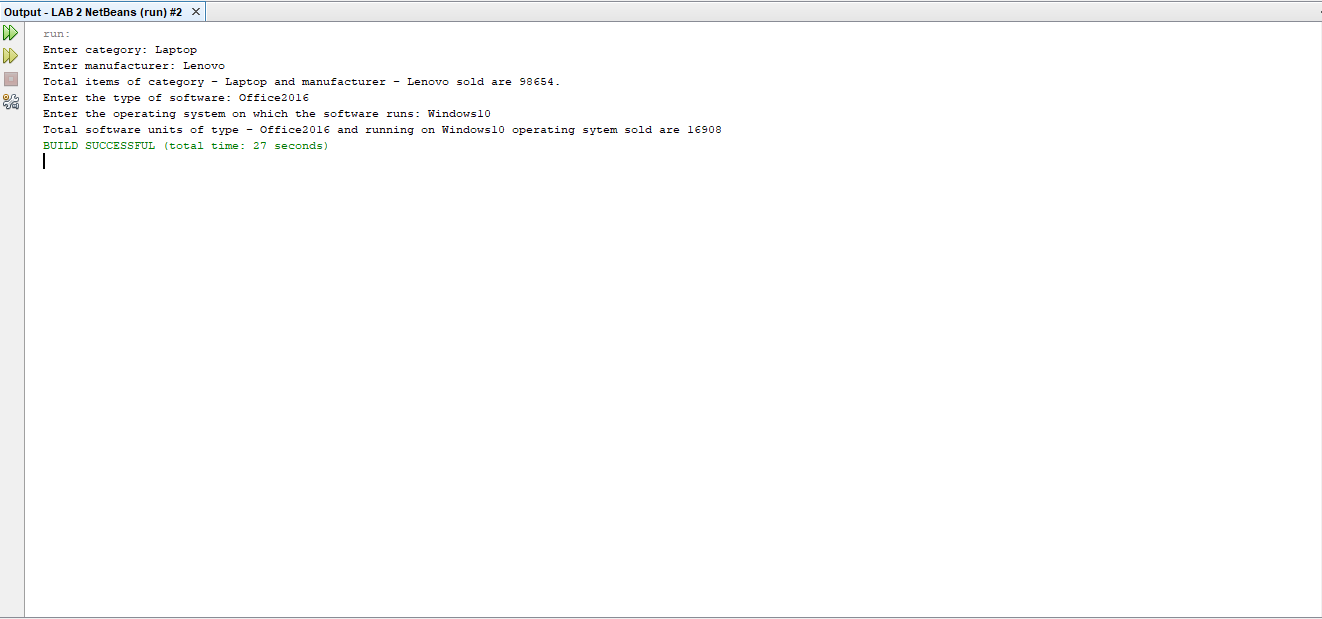 Output - LAB 2 NetBeans (run) #2
run:
Enter category: Laptop
Enter manufacturer: Lenovo
Total items of category - Laptop and manufacturer - Lenovo sold are 98654.
Enter the type of software: Office2016
Enter the operating system on which the software runs: Windows10
Total software units of type - Office2016 and running on Windows10 operating sytem sold are 16908
BUILD SUCCESSFUL (total time: 27 seconds)